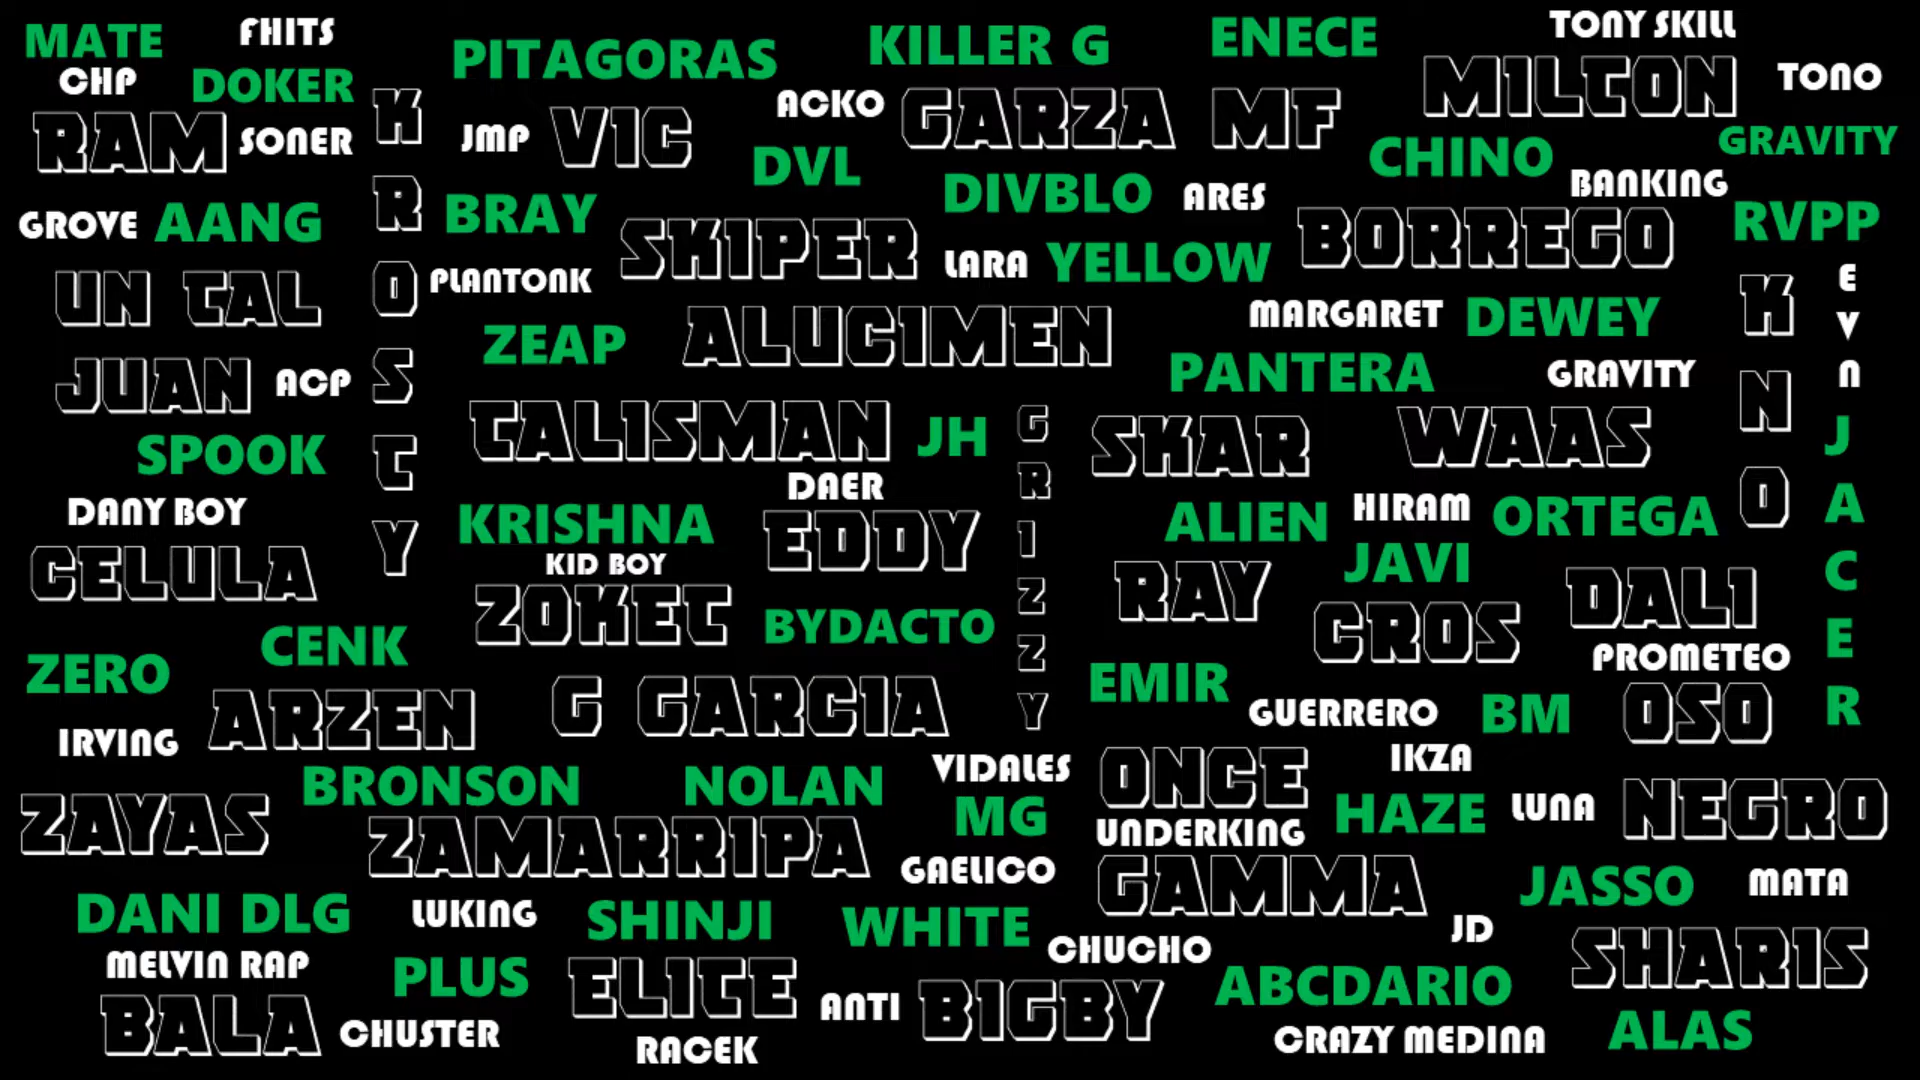 MATE
FHITS
CHP
DOKER
RAM
SONER
KROSTY
PITAGORAS
KILLER G
ENECE
TONY SKILL
JMP
VIC
ACKO
GARZA
MF
MILTON
TONO
DVL
CHINO
GRAVITY
GROVE
AANG
BRAY
DIVBLO
ARES
BANKING
RVPP
UN TAL
PLANTONK
SKIPER
LARA
YELLOW
BORREGO
KNO
EVN
JUAN
ACP
ZEAP
ALUCIMEN
MARGARET
DEWEY
PANTERA
GRAVITY
SPOOK
TALISMAN
JH
GRIZZY
SKAR
WAAS
JACER
DANY BOY
DAER
CELULA
KRISHNA
EDDY
ALIEN
HIRAM
ORTEGA
KID BOY
JAVI
ZOKET
BYDACTO
RAY
CROS
DALI
ZERO
CENK
PROMETEO
ARZEN
G GARCIA
EMIR
GUERRERO
BM
OSO
IRVING
BRONSON
NOLAN
VIDALES
ONCE
IKZA
ZAYAS
ZAMARRIPA
MG
UNDERKING
HAZE
LUNA
NEGRO
GAELICO
GAMMA
JASSO
MATA
DANI DLG
LUKING
SHINJI
WHITE
CHUCHO
JD
SHARIS
MELVIN RAP
PLUS
ELITE
ANTI
BIGBY
ABCDARIO
BALA
CHUSTER
RACEK
CRAZY MEDINA
ALAS